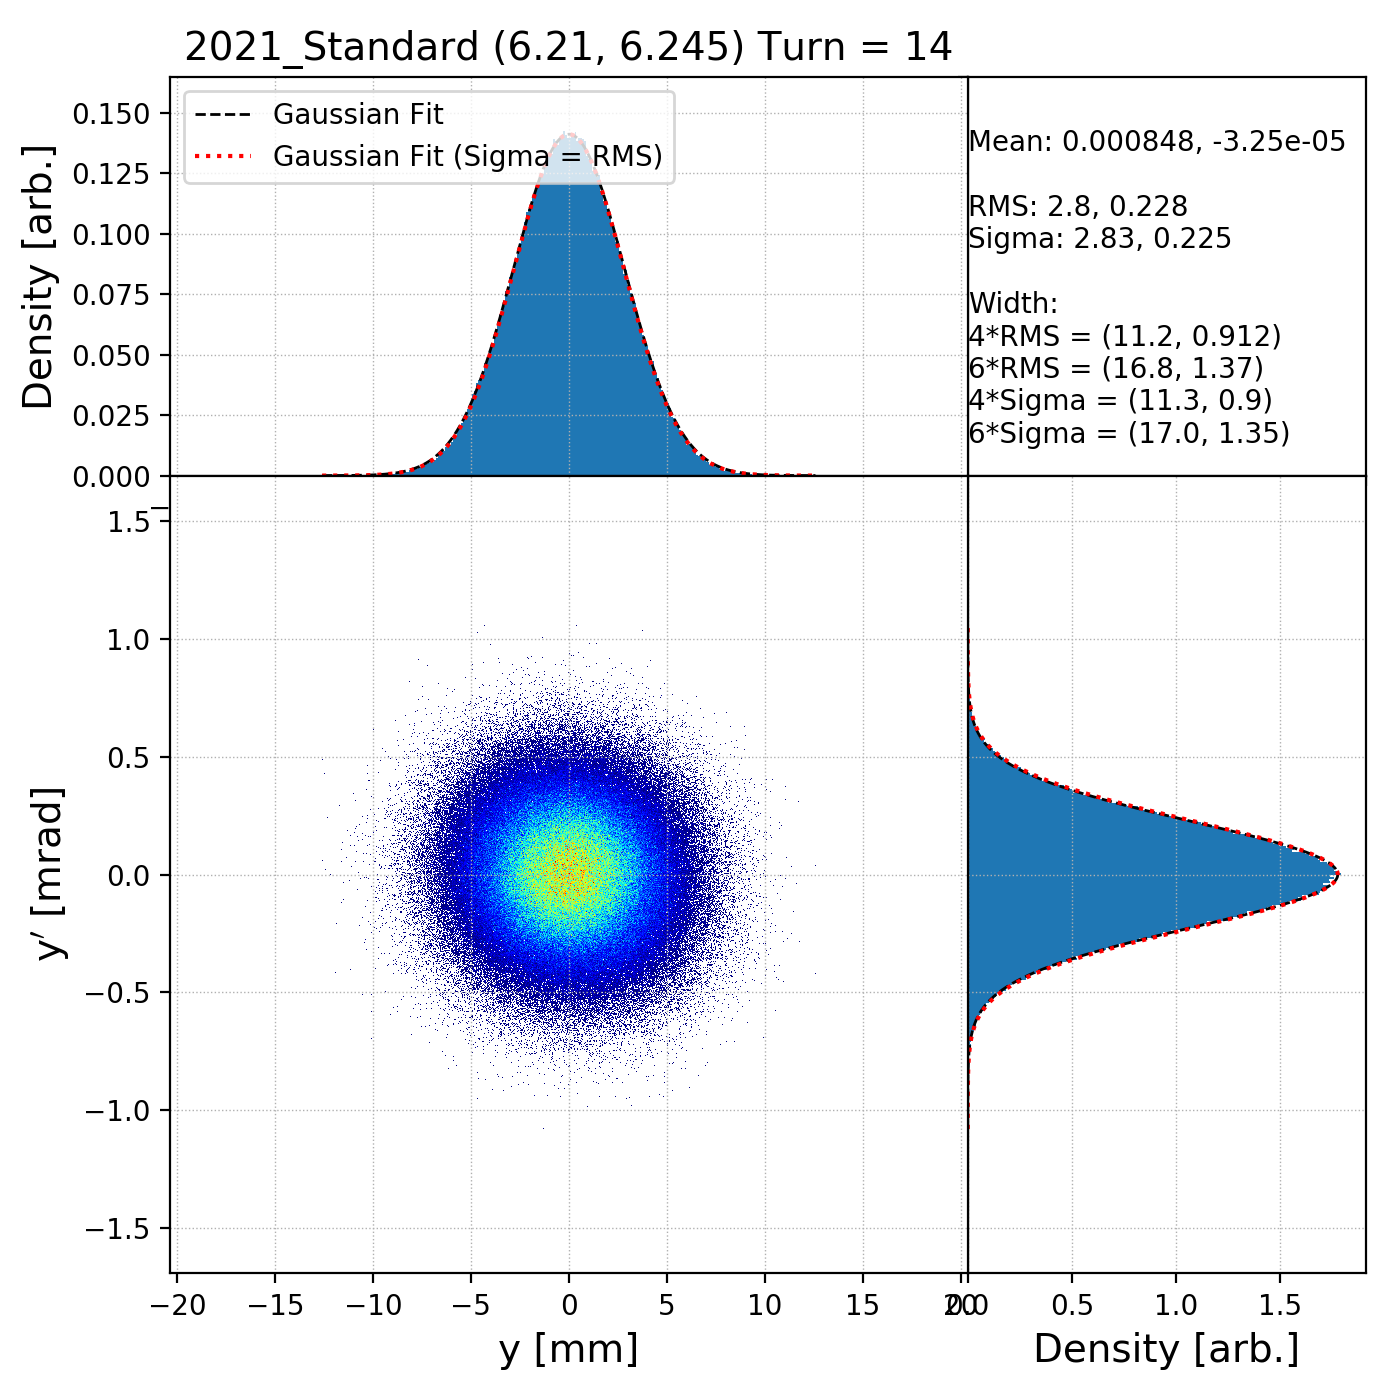 2021_Standard (6.21, 6.245) Turn = 14
Gaussian Fit
Gaussian Fit (Sigma = RMS)
Density [arb.]
0.150
0.125
0.100
0.075
0.050
0.025
0.000
Mean: 0.000848, -3.25e-05
RMS: 2.8, 0.228
Sigma: 2.83, 0.225
Width:
4*RMS = (11.2, 0.912)
6*RMS = (16.8, 1.37)
4*Sigma = (11.3, 0.9)
6*Sigma = (17.0, 1.35)
y′ [mrad]
1.5
1.0
0.5
0.0
−0.5
−1.0
−1.5
−20 −15 −10 −5 0 5 10 15 20
0.0 0.5 1.0 1.5
y [mm]
Density [arb.]